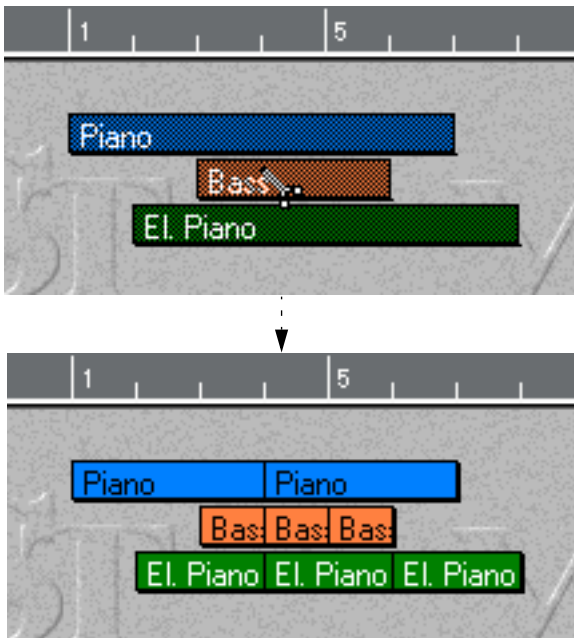 1 5
Piano
Bass
El. Piano
1 5
Piano Piano
Bas Bas Bas
El. Piano El. Piano El. Piano